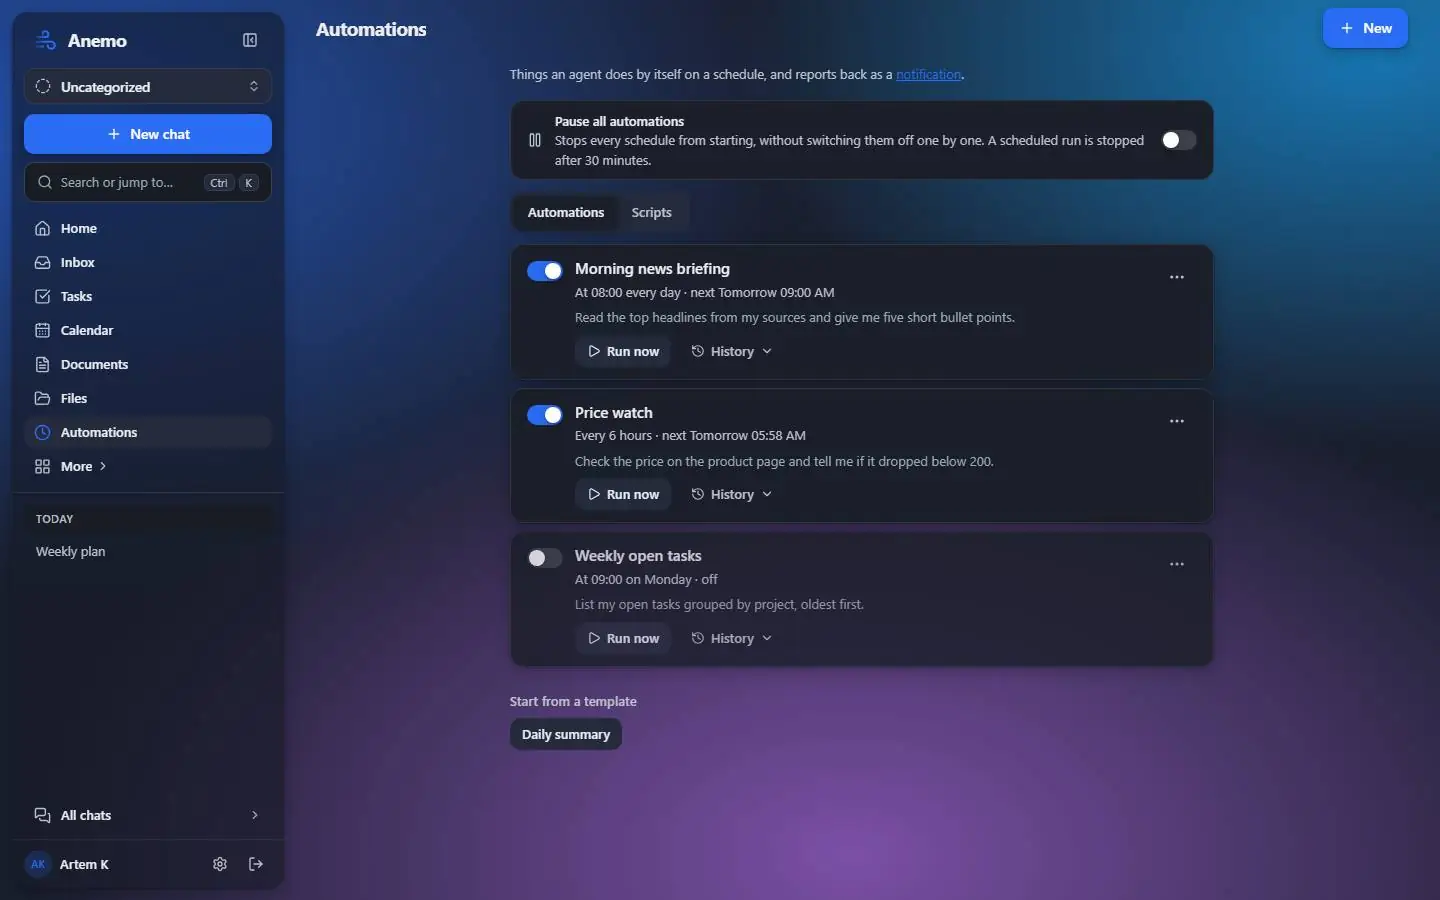 Anemo
Uncategorized
New chat
Search or jump to... Ctrl K
Home
Inbox
Tasks
Calendar
Documents
Files
Automations
More
TODAY
Weekly plan
All chats
AK Artem K
Automations
New
Things an agent does by itself on a schedule, and reports back as a notification.
Pause all automations
Stops every schedule from starting, without switching them off one by one. A scheduled run is stopped
after 30 minutes.
Automations Scripts
Morning news briefing
At 08:00 every day · next Tomorrow 09:00 AM
Read the top headlines from my sources and give me five short bullet points.
Run now History
Price watch
Every 6 hours · next Tomorrow 05:58 AM
Check the price on the product page and tell me if it dropped below 200.
Run now History
Weekly open tasks
At 09:00 on Monday · off
List my open tasks grouped by project, oldest first.
Run now History
Start from a template
Daily summary